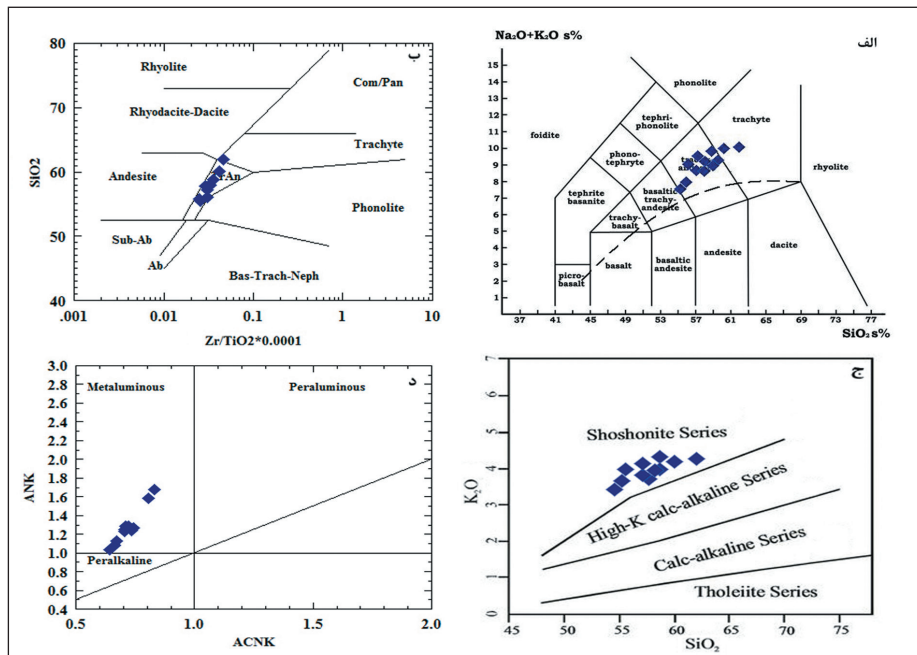 ب
80
70
60
50
40
SiO2
Rhyolite
Com/Pan
Rhyodacite-Dacite
Trachyte
Andesite
TrAn
Phonolite
Sub-Ab
Ab
Bas-Trach-Neph
.001 .01 0.1 1 10
Zr/TiO2*0.0001
الف
Na2O+K2O s%
15
14
13
12
11
10
9
8
7
6
5
4
3
2
1
phonolite
tephri-
phonolite
trachyte
foidite
phono-
tephryte
rhyolite
tephrite
basanite
basaltic
trachy-
andesite
trachy-
basalt
basalt
basaltic
andesite
andesite
dacite
picro-
basalt
37 41 45 49 53 57 61 65 69 73 77
SiO2 s%
د
3.0
2.8
2.6
2.4
2.2
2.0
1.8
1.6
1.4
1.2
1.0
0.8
0.6
0.4
ANK
Metaluminous
Peraluminous
Peralkaline
0.5 1.0 2.0
ACNK
ج
7
6
5
4
3
2
1
0
K2O
Shoshonite Series
High-K calc-alkaline Series
Calc-alkaline Series
Tholeiite Series
45 50 55 60 65 70 75
SiO2